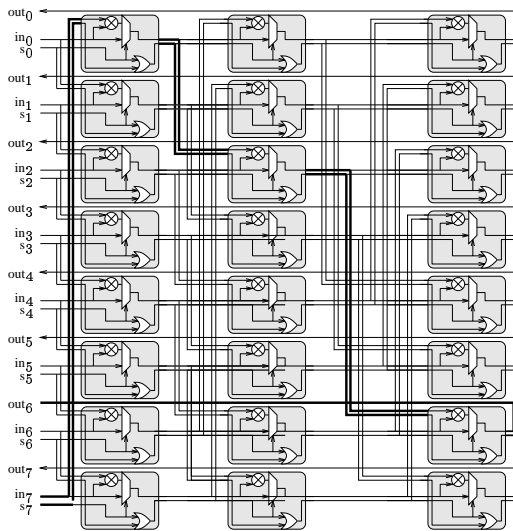 out0
in0
s0
out1
in1
s1
out2
in2
s2
out3
in3
s3
out4
in4
s4
out5
in5
s5
out6
in6
s6
out7
in7
s7